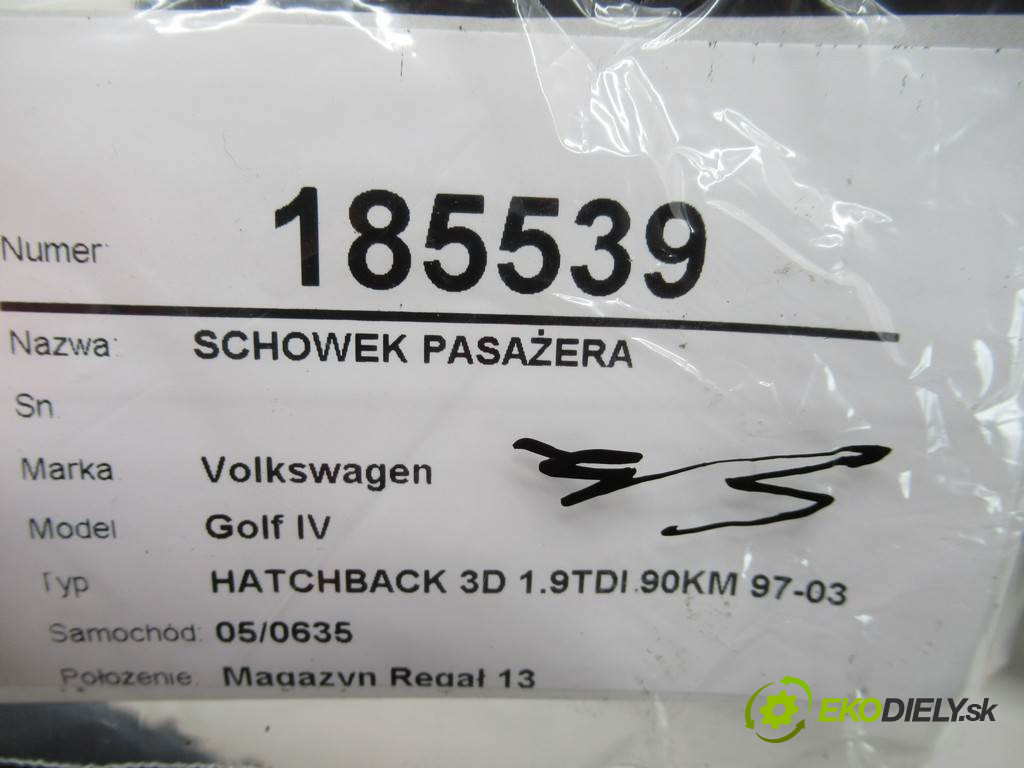 Numer: 185539
Nazwa: SCHOWEK PASAŻERA
Sn.
Marka Volkswagen
Model Golf IV
Typ HATCHBACK 3D 1.9TDI 90KM 97-03
Samochód: 05/0635
Położenie. Magazyn Regał 13
EKODIELY.sk